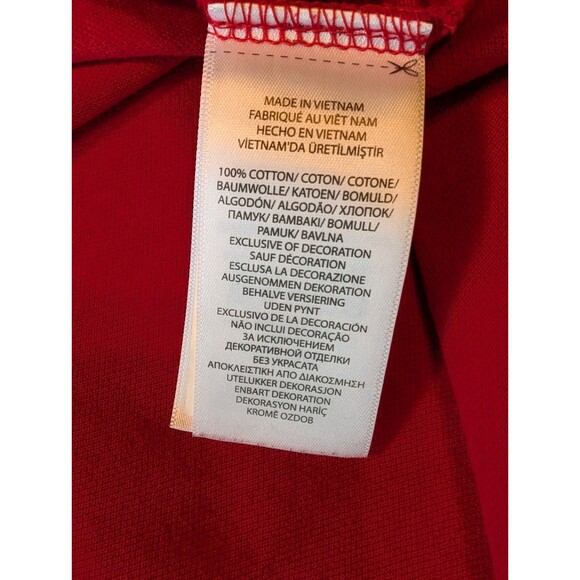 MADE IN VIETNAM
FABRIQUÉ AU VIÊT NAM
HECHO EN VIETNAM
VIETNAM'DA ÜRETİLMİŞTİR
100% COTTON/ COTON/ COTONE/
BAUMWOLLE/ KATOEN/ BOMULD/
ALGODÓN/ ALGODÃO/ ХЛОПОК/
ПАМУК/ BAMBAKI/ BOMULL/
PAMUK/ BAVLNA
EXCLUSIVE OF DECORATION
SAUF DÉCORATION
ESCLUSA LA DECORAZIONE
AUSGENOMMEN DEKORATION
BEHALVE VERSIERING
UDEN PYNT
EXCLUSIVO DE LA DECORACIÓN
NÃO INCLUI DECORAÇÃO
ЗА ИСКЛЮЧЕНИЕМ
ДЕКОРАТИВНОЙ ОТДЕЛКИ
БЕЗ УКРАСАТА
ΑΠΟΚΛΕΙΣΤΙΚΗ ΑΠΟ ΔΙΑΚΟΣΜΗΣΗ
UTELUKKER DEKORASJON
ENBART DEKORATION
DEKORASYON HARİÇ
KROMĚ OZDOB